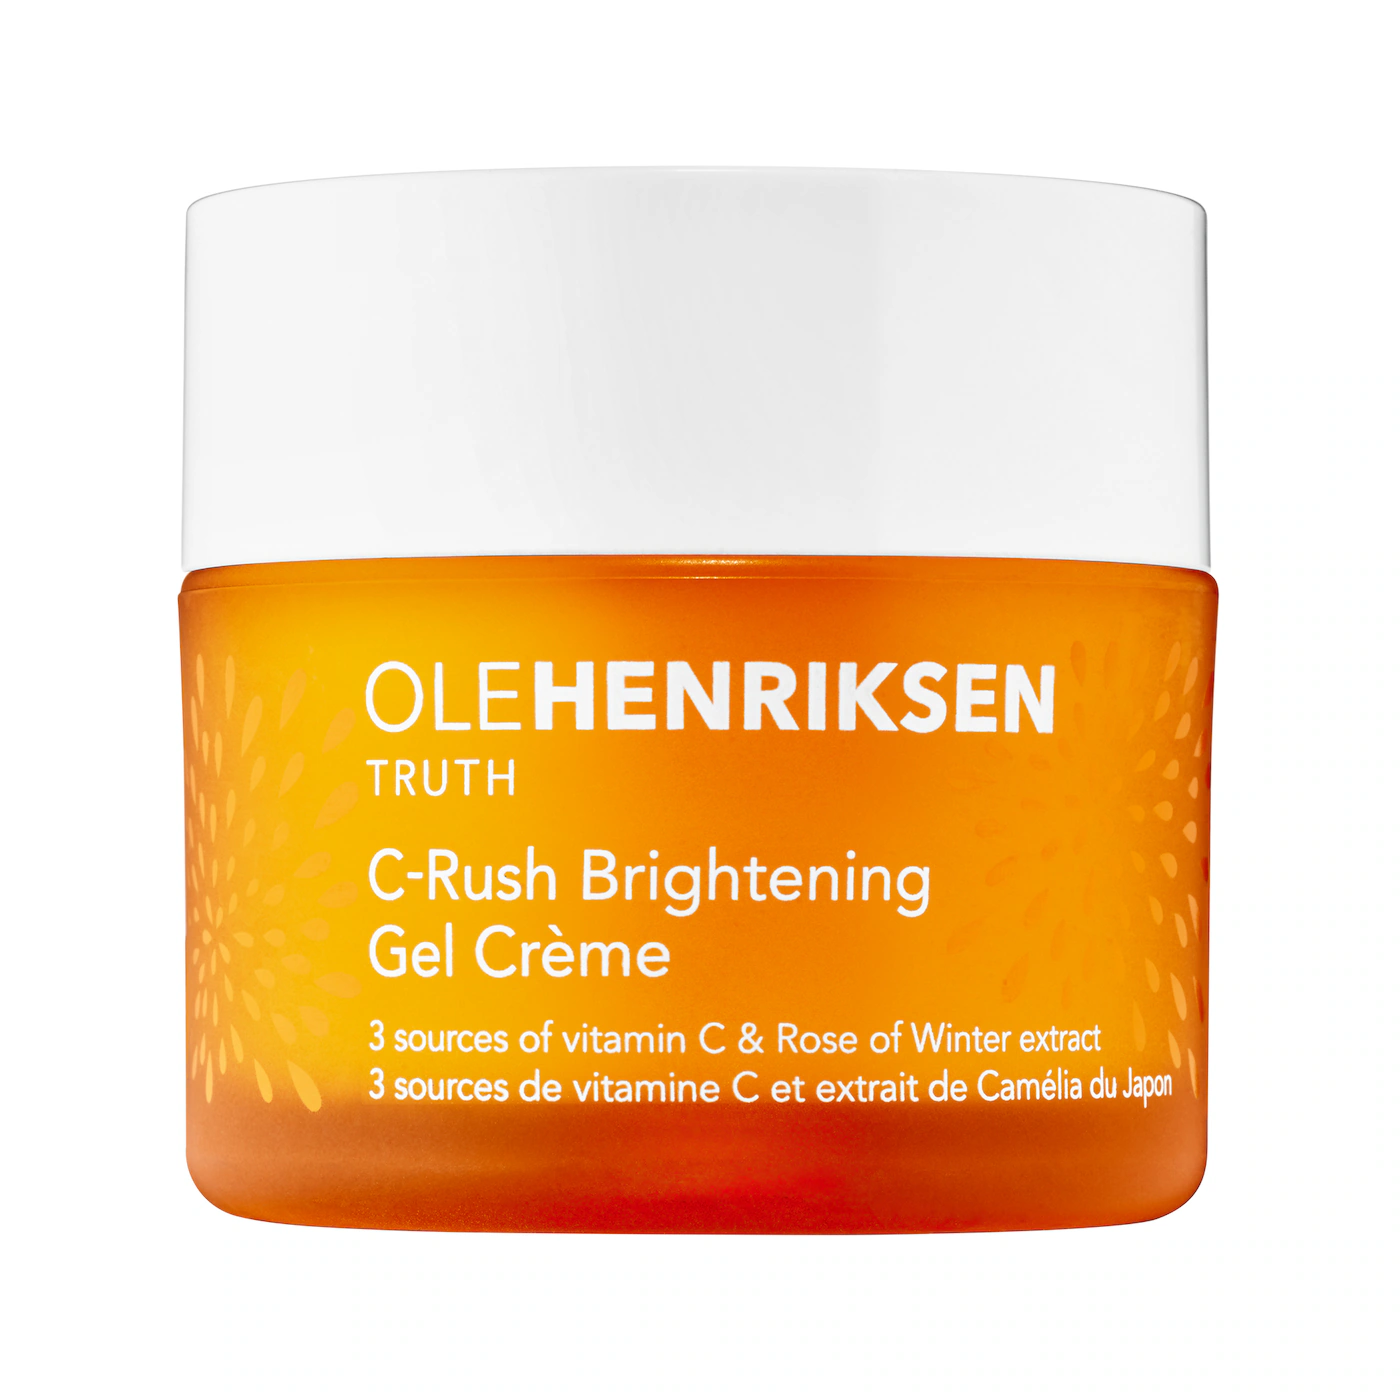 OLEHENRIKSEN
TRUTH
C-Rush Brightening
Gel Crème
3 sources of vitamin C & Rose of Winter extract
3 sources de vitamine C et extrait de Camélia du Japon